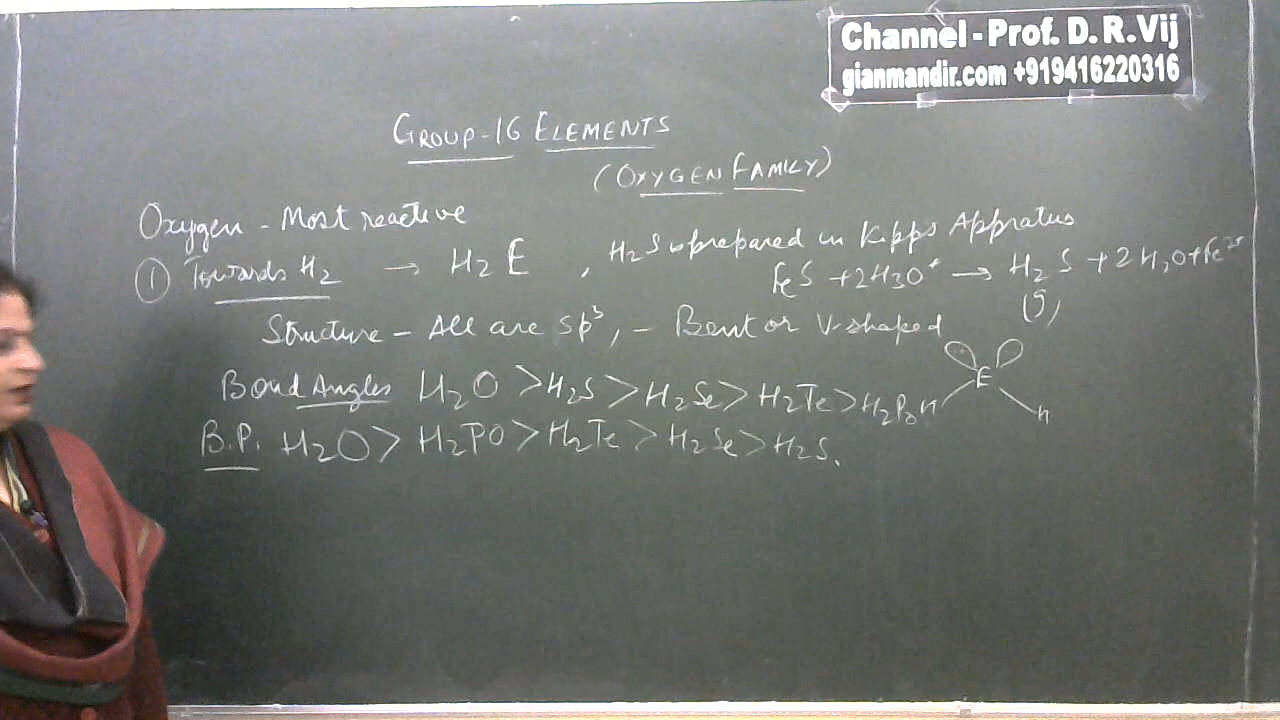 Channel - Prof. D. R. Vij
gianmandir.com +919416220316
GROUP-16 ELEMENTS
(OXYGEN FAMILY)
Oxygen - Most reactive
① Towards H2 → H2E , H2S is prepared in Kipps Appratus
FeS + 2H3O+ → H2S + 2H2O + Fe2+
(g)
Structure - All are sp3, - Bent or V-shaped
E
H H
Bond Angles H2O > H2S > H2Se > H2Te > H2Po
B.P. H2O > H2PO > H2Te > H2Se > H2S.